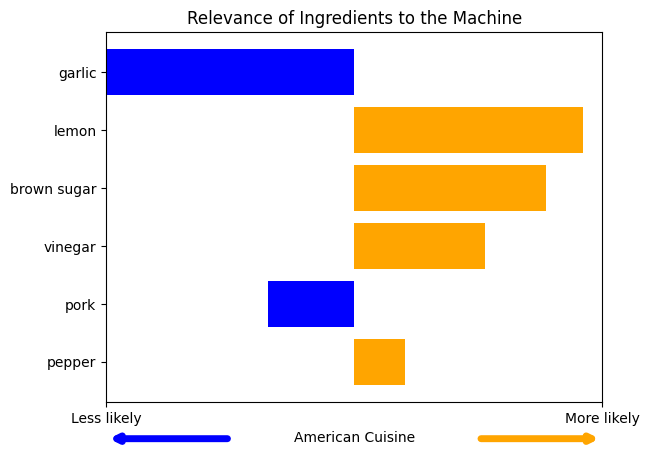 Relevance of Ingredients to the Machine
garlic
lemon
brown sugar
vinegar
pork
pepper
Less likely
More likely
American Cuisine